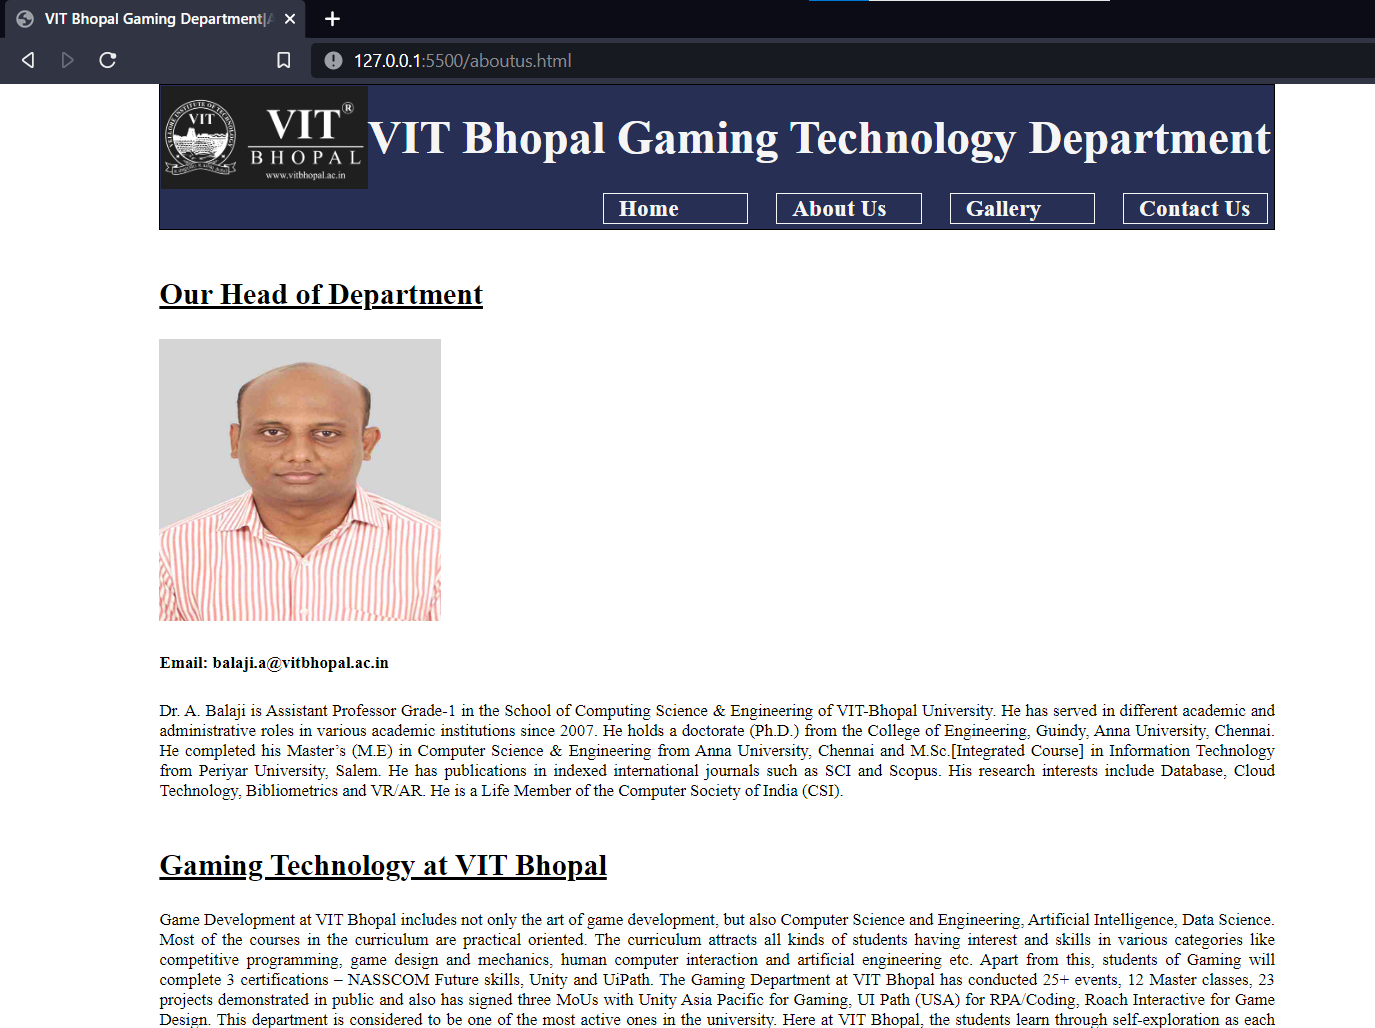 VIT Bhopal Gaming Department|
127.0.0.1:5500/aboutus.html
VIT
VIT®
BHOPAL
www.vitbhopal.ac.in
VIT Bhopal Gaming Technology Department
Home About Us Gallery Contact Us
Our Head of Department
Email: balaji.a@vitbhopal.ac.in
Dr. A. Balaji is Assistant Professor Grade-1 in the School of Computing Science & Engineering of VIT-Bhopal University. He has served in different academic and
administrative roles in various academic institutions since 2007. He holds a doctorate (Ph.D.) from the College of Engineering, Guindy, Anna University, Chennai.
He completed his Master’s (M.E) in Computer Science & Engineering from Anna University, Chennai and M.Sc.[Integrated Course] in Information Technology
from Periyar University, Salem. He has publications in indexed international journals such as SCI and Scopus. His research interests include Database, Cloud
Technology, Bibliometrics and VR/AR. He is a Life Member of the Computer Society of India (CSI).
Gaming Technology at VIT Bhopal
Game Development at VIT Bhopal includes not only the art of game development, but also Computer Science and Engineering, Artificial Intelligence, Data Science.
Most of the courses in the curriculum are practical oriented. The curriculum attracts all kinds of students having interest and skills in various categories like
competitive programming, game design and mechanics, human computer interaction and artificial engineering etc. Apart from this, students of Gaming will
complete 3 certifications – NASSCOM Future skills, Unity and UiPath. The Gaming Department at VIT Bhopal has conducted 25+ events, 12 Master classes, 23
projects demonstrated in public and also has signed three MoUs with Unity Asia Pacific for Gaming, UI Path (USA) for RPA/Coding, Roach Interactive for Game
Design. This department is considered to be one of the most active ones in the university. Here at VIT Bhopal, the students learn through self-exploration as each